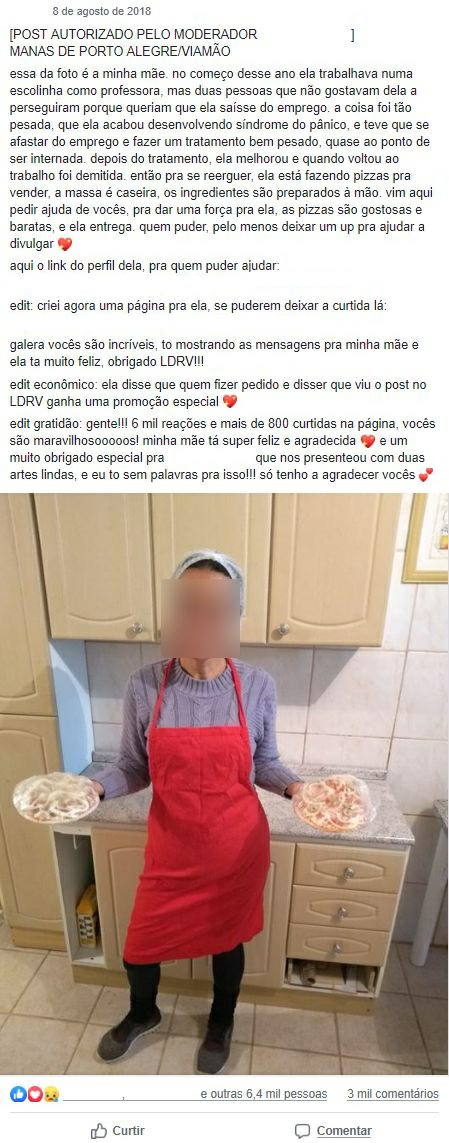 8 de agosto de 2018
[POST AUTORIZADO PELO MODERADOR ]
MANAS DE PORTO ALEGRE/VIAMÃO
essa da foto é a minha mãe. no começo desse ano ela trabalhava numa
escolinha como professora, mas duas pessoas que não gostavam dela a
perseguiram porque queriam que ela saísse do emprego. a coisa foi tão
pesada, que ela acabou desenvolvendo síndrome do pânico, e teve que se
afastar do emprego e fazer um tratamento bem pesado, quase ao ponto de
ser internada. depois do tratamento, ela melhorou e quando voltou ao
trabalho foi demitida. então pra se reerguer, ela está fazendo pizzas pra
vender, a massa é caseira, os ingredientes são preparados à mão. vim aqui
pedir ajuda de vocês, pra dar uma força pra ela, as pizzas são gostosas e
baratas, e ela entrega. quem puder, pelo menos deixar um up pra ajudar a
divulgar 💖
aqui o link do perfil dela, pra quem puder ajudar:
edit: criei agora uma página pra ela, se puderem deixar a curtida lá:
galera vocês são incríveis, to mostrando as mensagens pra minha mãe e
ela ta muito feliz, obrigado LDRV!!!
edit econômico: ela disse que quem fizer pedido e disser que viu o post no
LDRV ganha uma promoção especial 💖
edit gratidão: gente!!! 6 mil reações e mais de 800 curtidas na página, vocês
são maravilhosooooos! minha mãe tá super feliz e agradecida 💖 e um
muito obrigado especial pra que nos presenteou com duas
artes lindas, e eu to sem palavras pra isso!!! só tenho a agradecer vocês 💕
, e outras 6,4 mil pessoas 3 mil comentários
Curtir Comentar